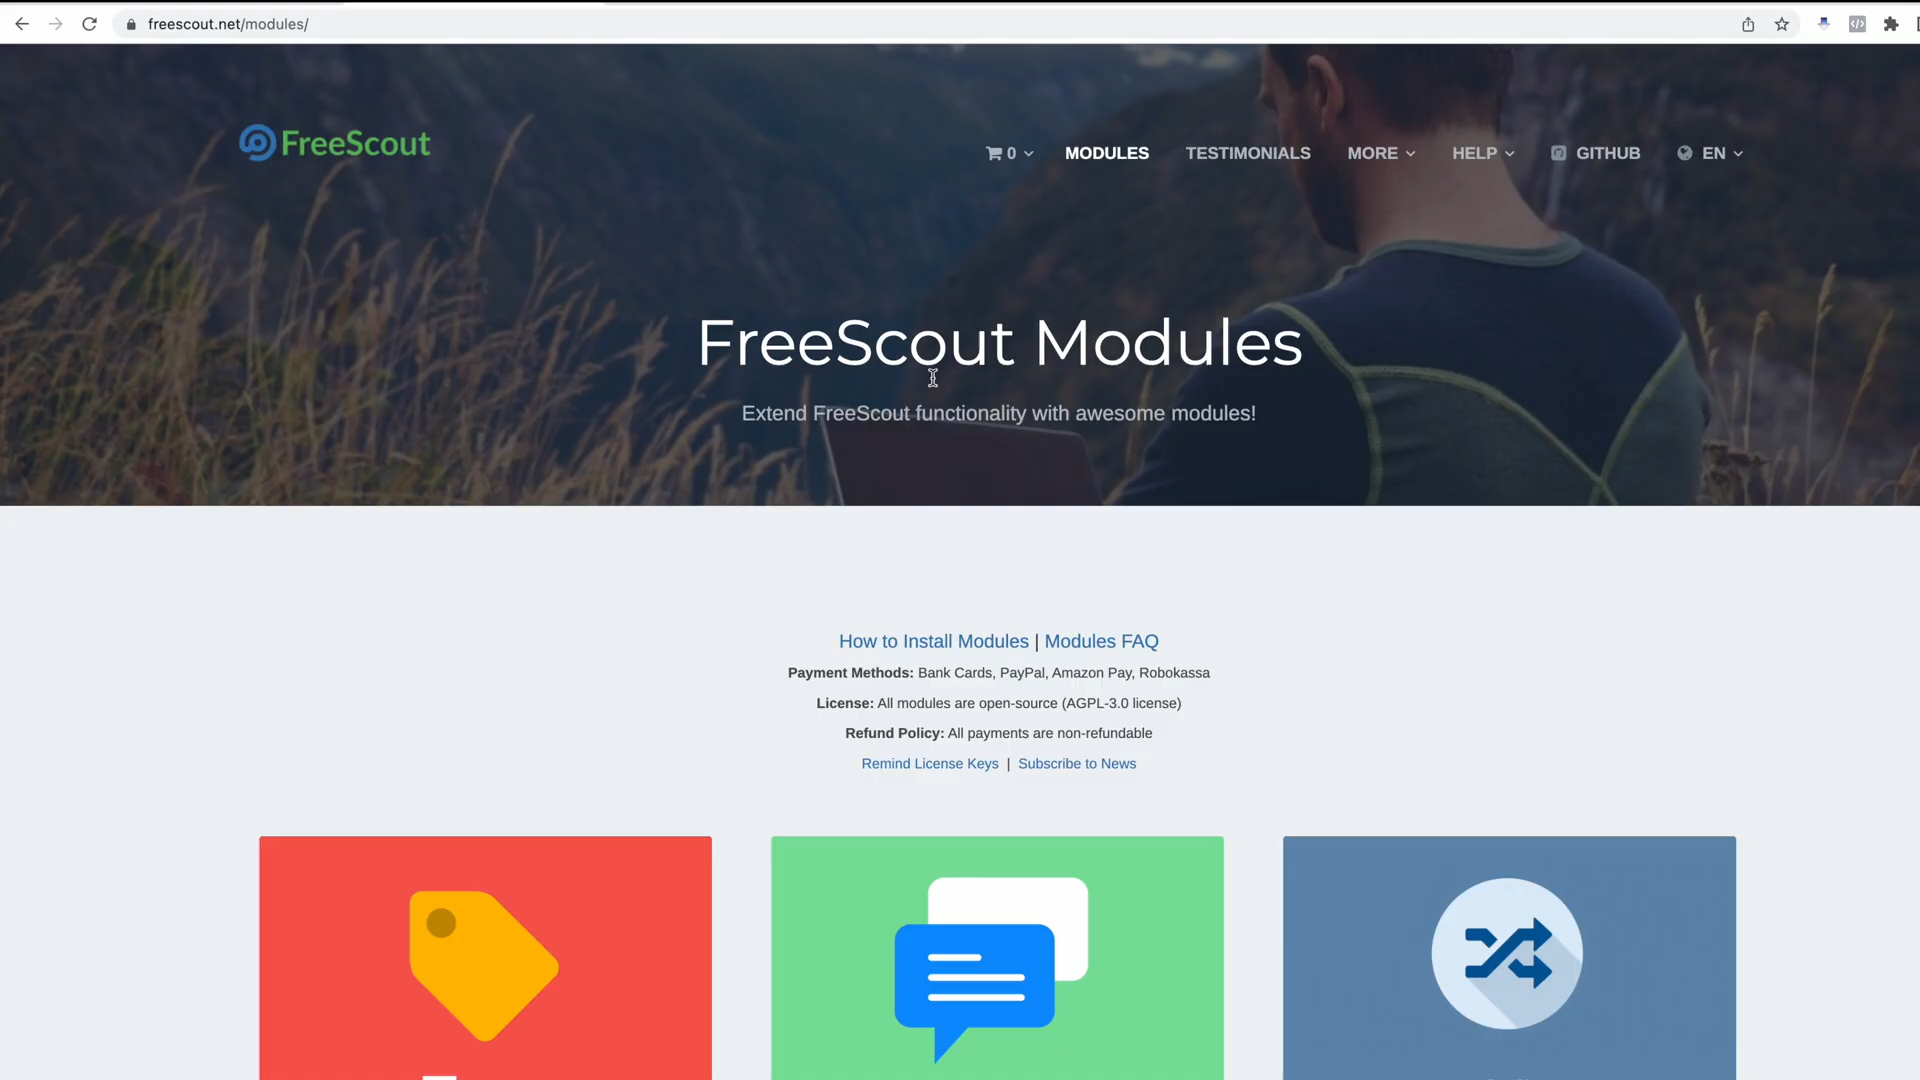 freescout.net/modules/
FreeScout
0
MODULES
TESTIMONIALS
MORE
HELP
GITHUB
EN
FreeScout Modules
Extend FreeScout functionality with awesome modules!
How to Install Modules | Modules FAQ
Payment Methods: Bank Cards, PayPal, Amazon Pay, Robokassa
License: All modules are open-source (AGPL-3.0 license)
Refund Policy: All payments are non-refundable
Remind License Keys | Subscribe to News